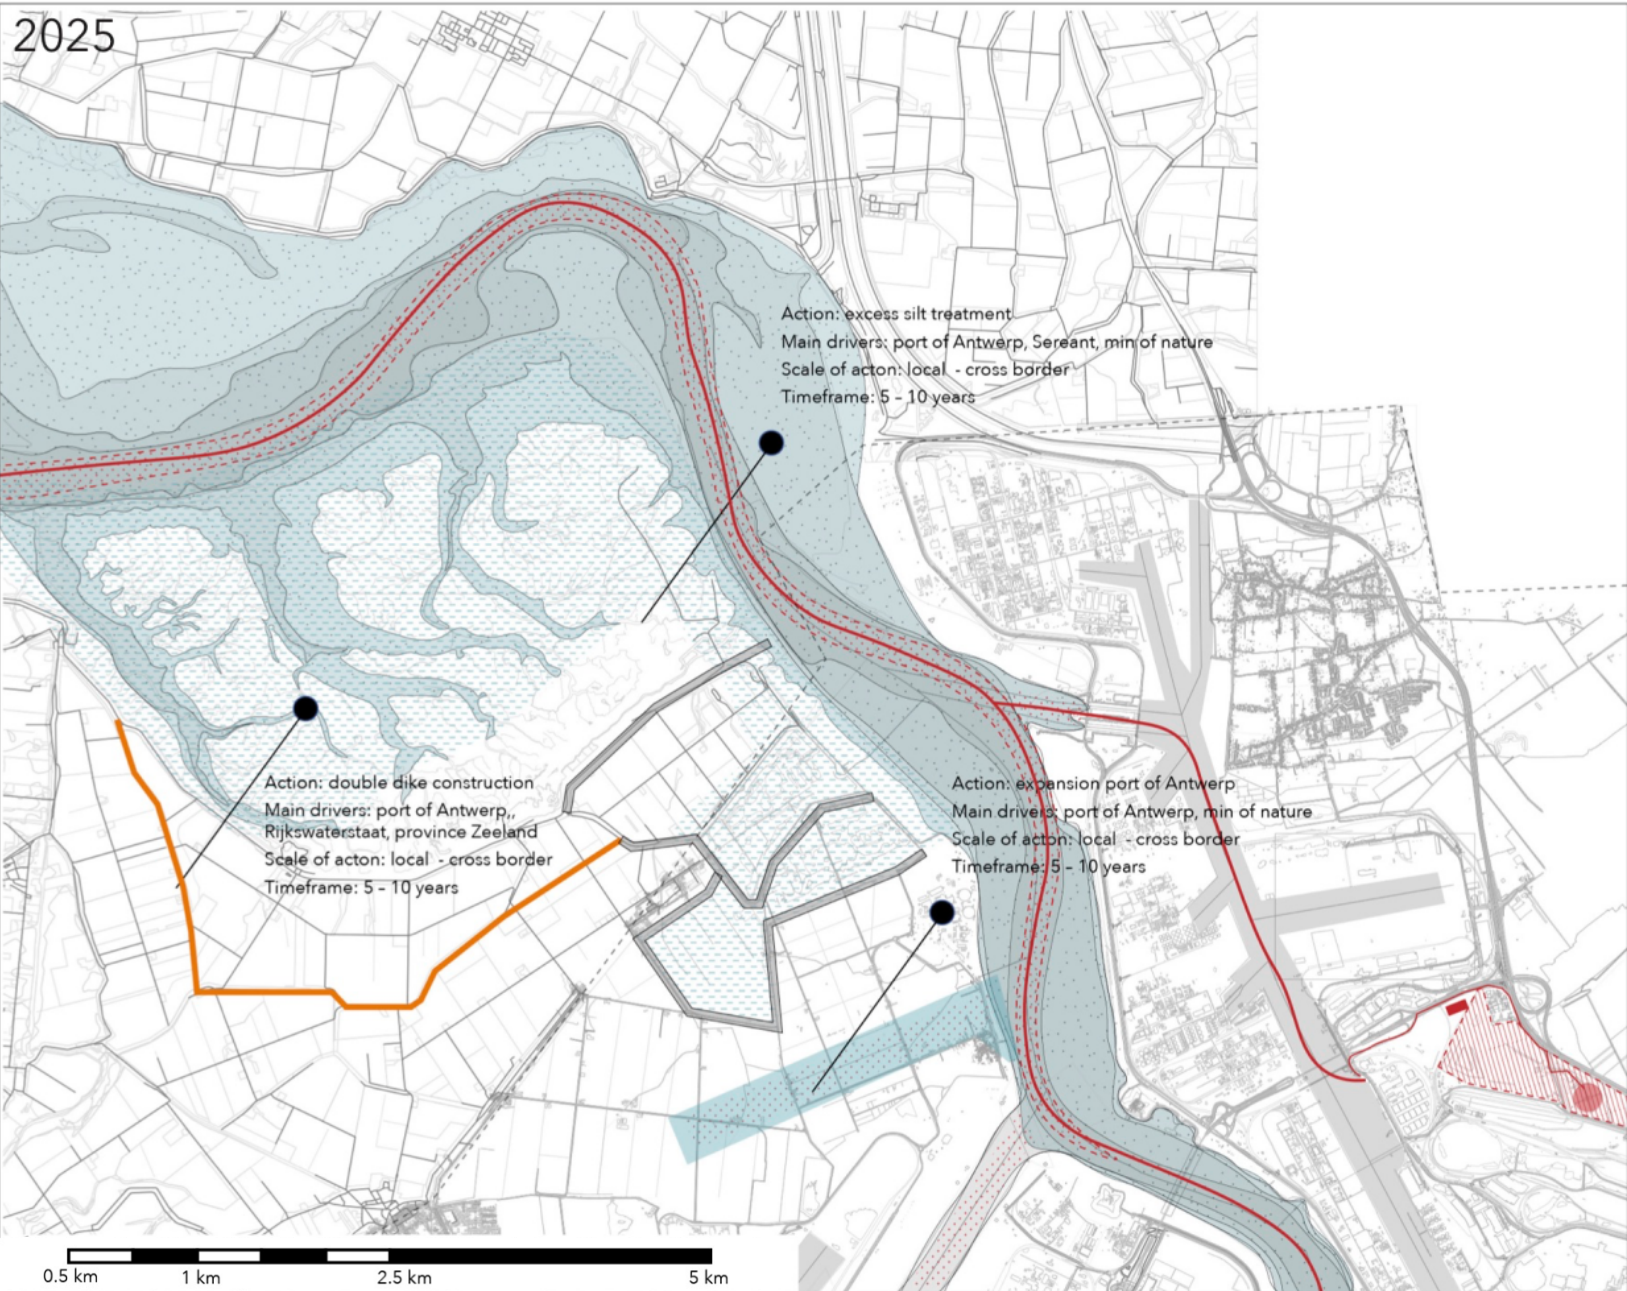 2025
Action: excess silt treatment
Main drivers: port of Antwerp, Sereant, min of nature
Scale of acton: local - cross border
Timeframe: 5 – 10 years
Action: double dike construction
Main drivers: port of Antwerp,,
Rijkswaterstaat, province Zeeland
Scale of acton: local - cross border
Timeframe: 5 – 10 years
Action: expansion port of Antwerp
Main drivers: port of Antwerp, min of nature
Scale of acton: local - cross border
Timeframe: 5 – 10 years
0.5 km 1 km 2.5 km 5 km